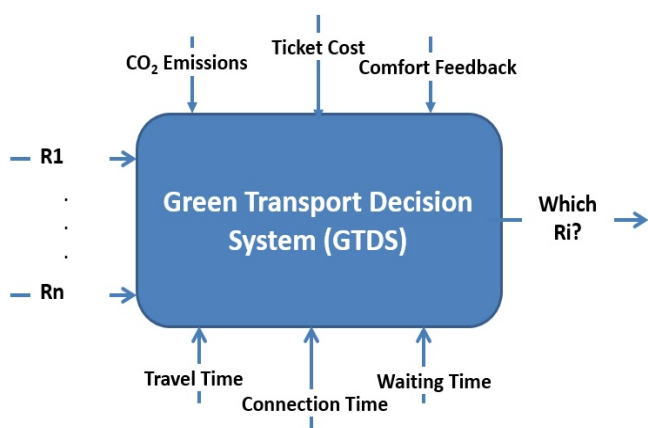 Ticket Cost
CO₂ Emissions
Comfort Feedback
R1
.
.
.
Rn
Green Transport Decision
System (GTDS)
Which
Ri?
Travel Time
Waiting Time
Connection Time